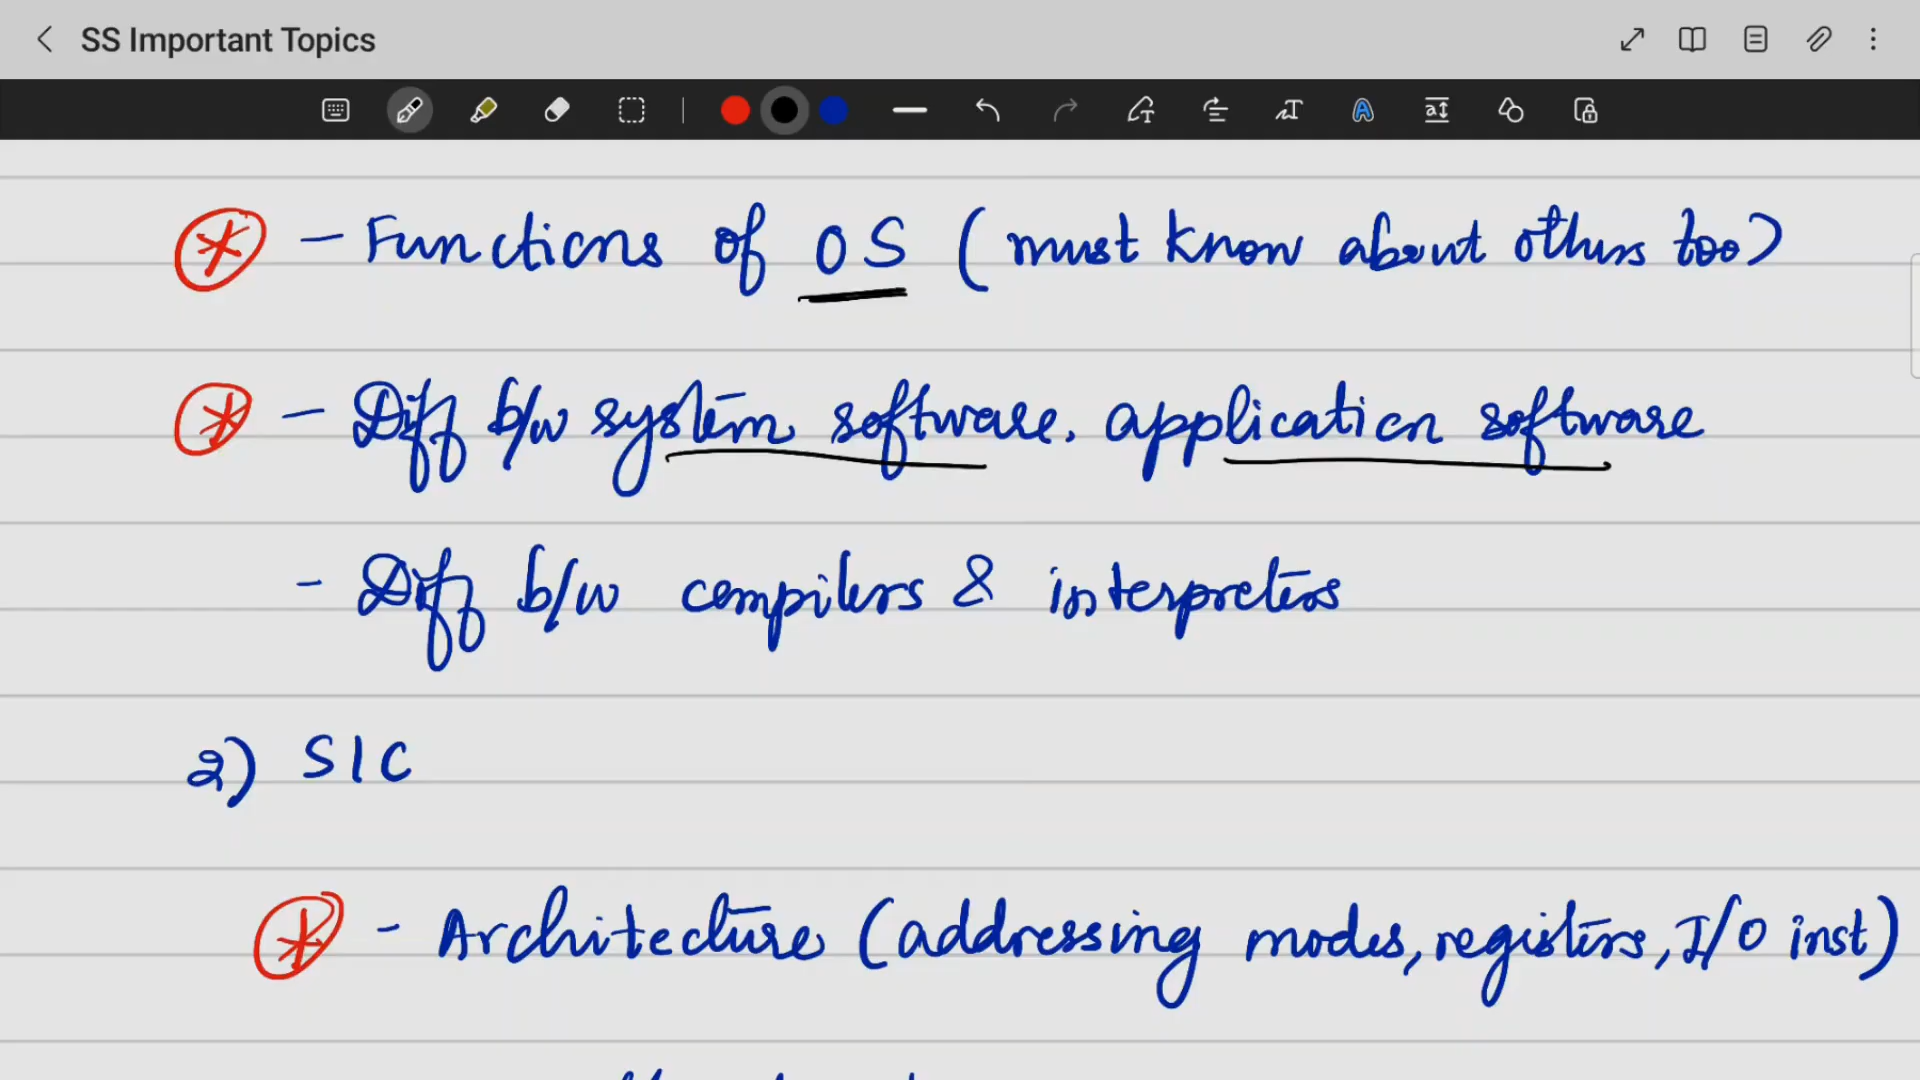 SS Important Topics
- Functions of OS (must know about others too)
- Diff b/w system software, application software
- Diff b/w compilers & interpreters
2) SIC
- Architecture (addressing modes, registers, I/O inst)